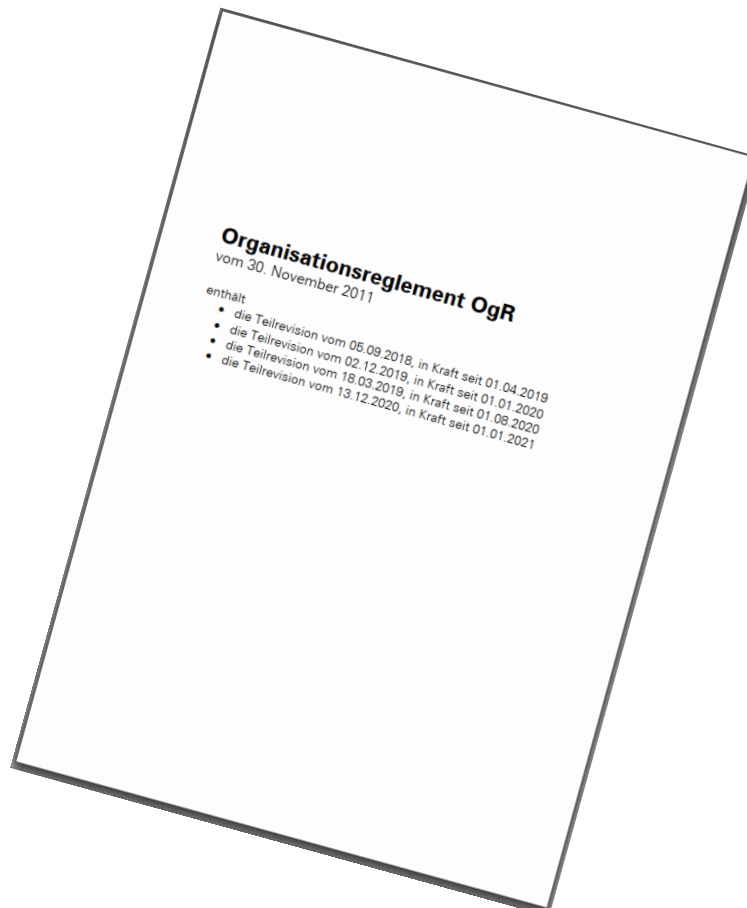 Organisationsreglement OgR
vom 30. November 2011
enthält
• die Teilrevision vom 05.09.2018, in Kraft seit 01.04.2019
• die Teilrevision vom 02.12.2019, in Kraft seit 01.01.2020
• die Teilrevision vom 18.03.2019, in Kraft seit 01.08.2020
• die Teilrevision vom 13.12.2020, in Kraft seit 01.01.2021